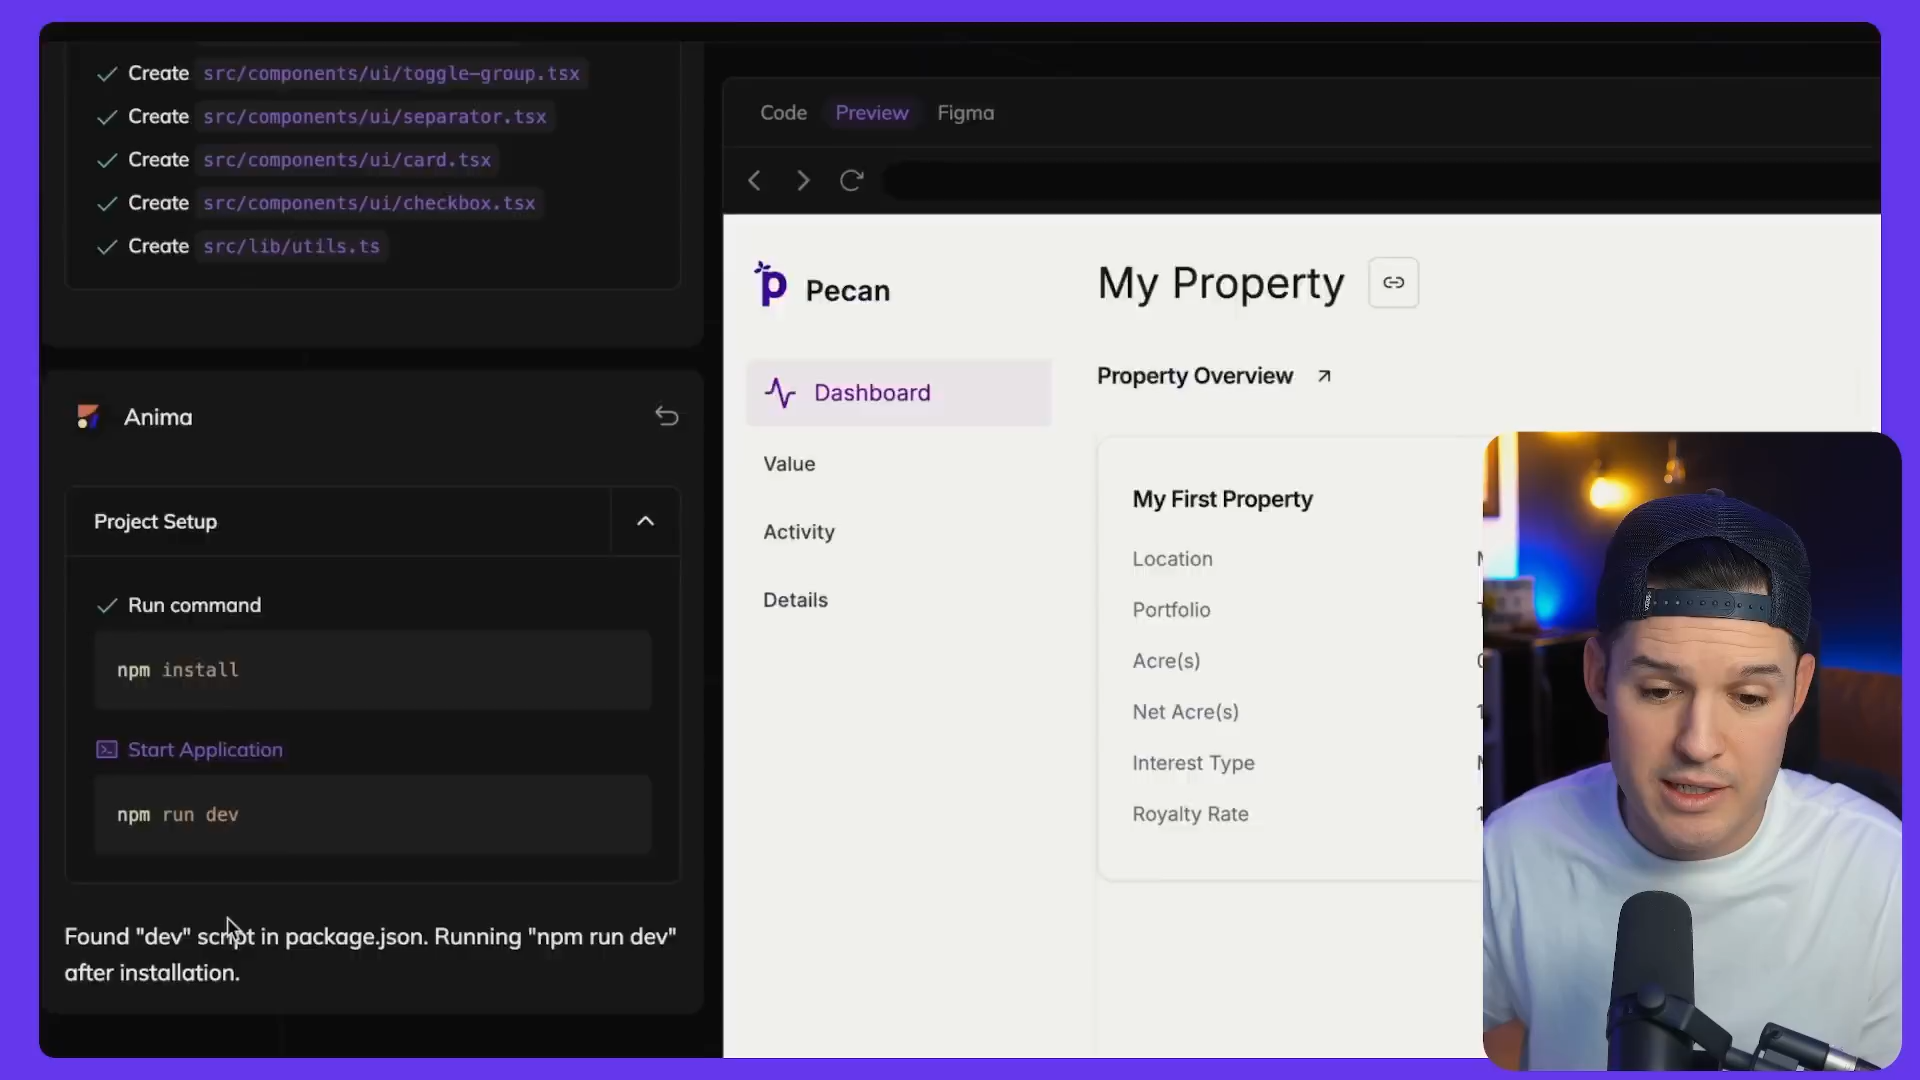 Create src/components/ui/toggle-group.tsx
Create src/components/ui/separator.tsx
Create src/components/ui/card.tsx
Create src/components/ui/checkbox.tsx
Create src/lib/utils.ts
Anima
Project Setup
Run command
npm install
Start Application
npm run dev
Found "dev" script in package.json. Running "npm run dev"
after installation.
Code Preview Figma
Pecan
Dashboard
Value
Activity
Details
My Property
Property Overview
My First Property
Location
Portfolio
Acre(s)
Net Acre(s)
Interest Type
Royalty Rate